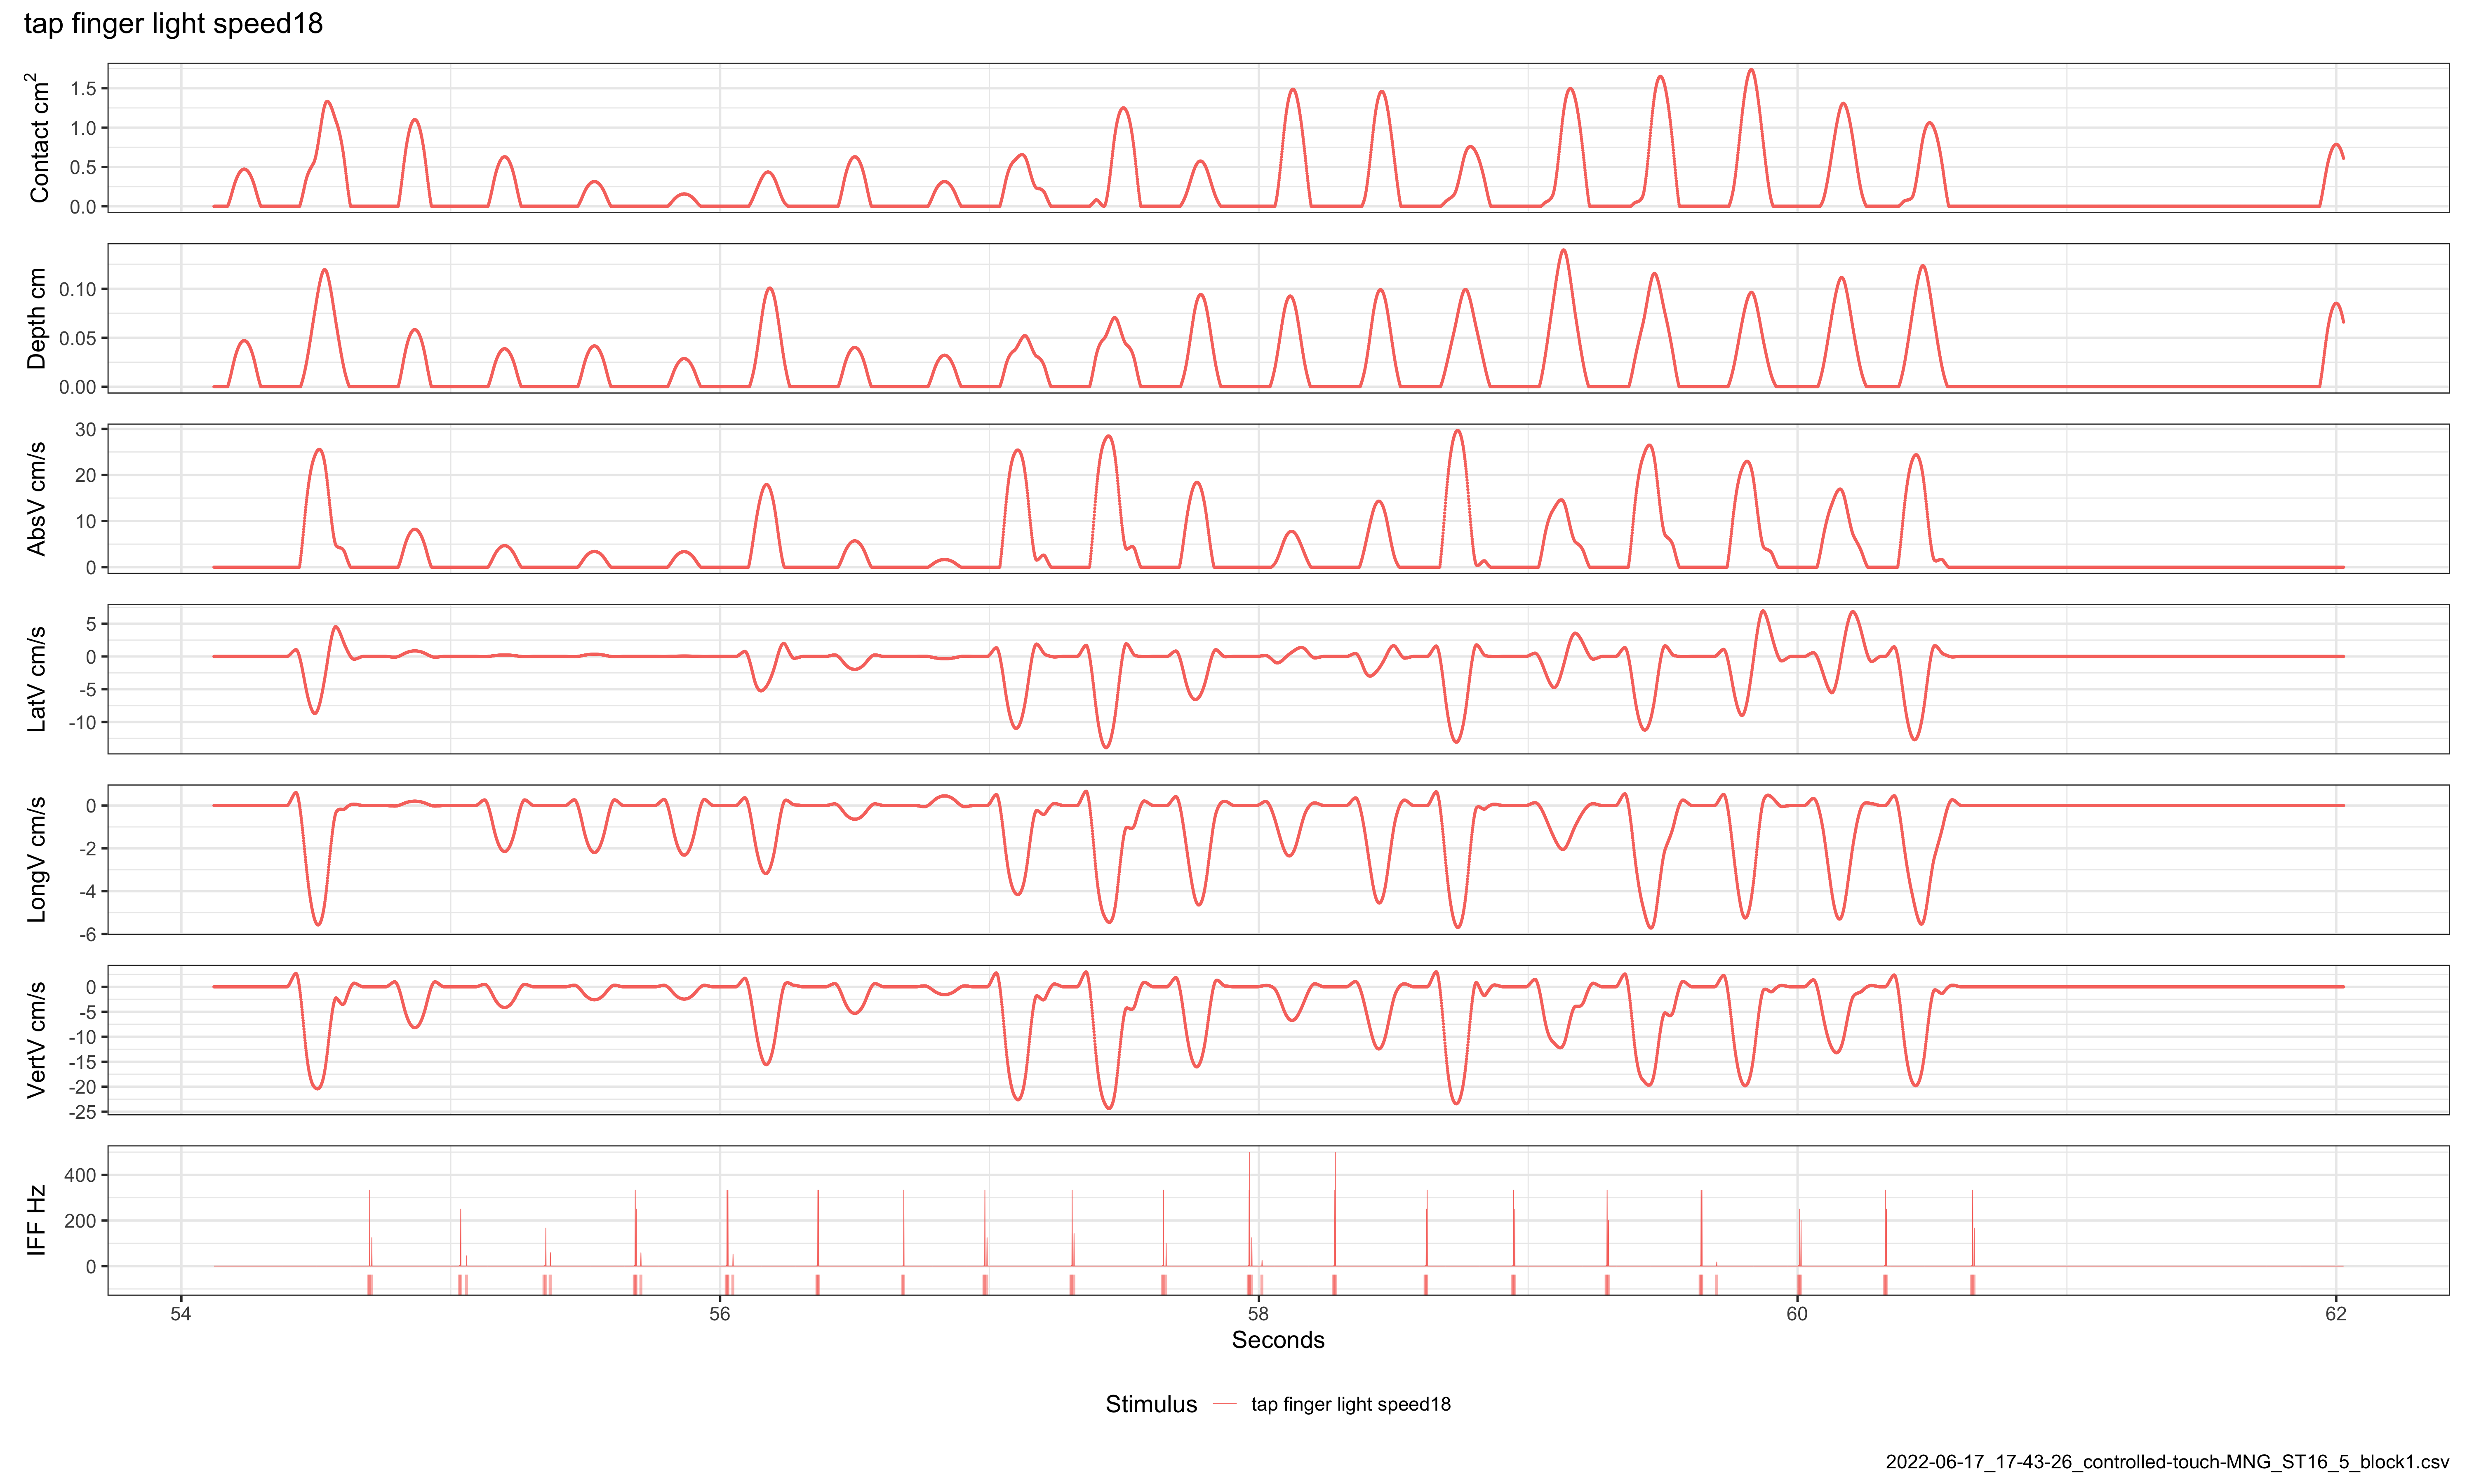 tap finger light speed18
Contact cm²
1.5
1.0
0.5
0.0
Depth cm
0.10
0.05
0.00
AbsV cm/s
30
20
10
0
LatV cm/s
5
0
-5
-10
LongV cm/s
0
-2
-4
-6
VertV cm/s
0
-5
-10
-15
-20
-25
IFF Hz
400
200
0
54 56 58 60 62
Seconds
Stimulus tap finger light speed18
2022-06-17_17-43-26_controlled-touch-MNG_ST16_5_block1.csv